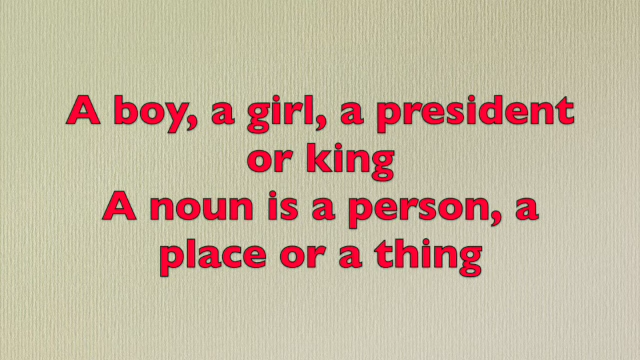 A boy, a girl, a president
or king
A noun is a person, a
place or a thing